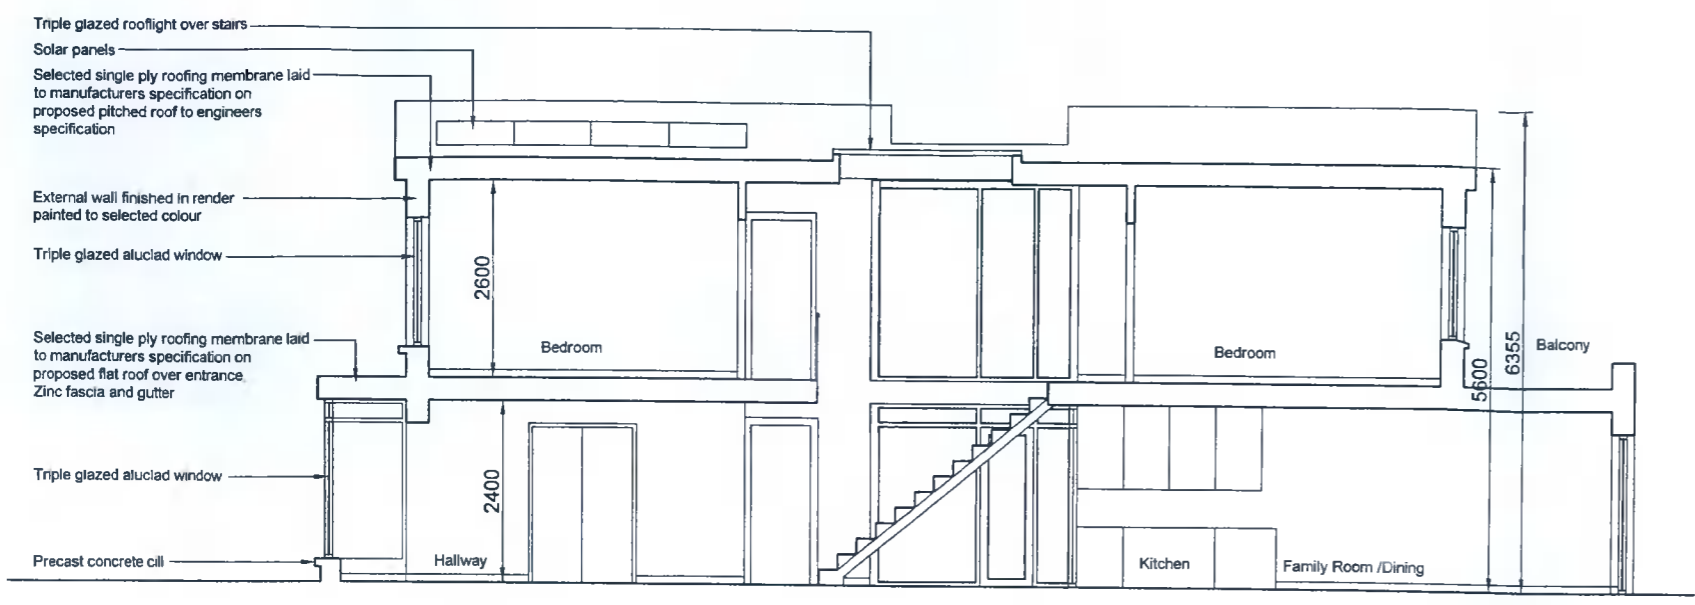 Triple glazed rooflight over stairs
Solar panels
Selected single ply roofing membrane laid
to manufacturers specification on
proposed pitched roof to engineers
specification
External wall finished in render
painted to selected colour
Triple glazed aluclad window
2600
Bedroom
Bedroom
5600
6355
Balcony
Selected single ply roofing membrane laid
to manufacturers specification on
proposed flat roof over entrance.
Zinc fascia and gutter
Triple glazed aluclad window
2400
Precast concrete cill
Hallway
Kitchen
Family Room /Dining